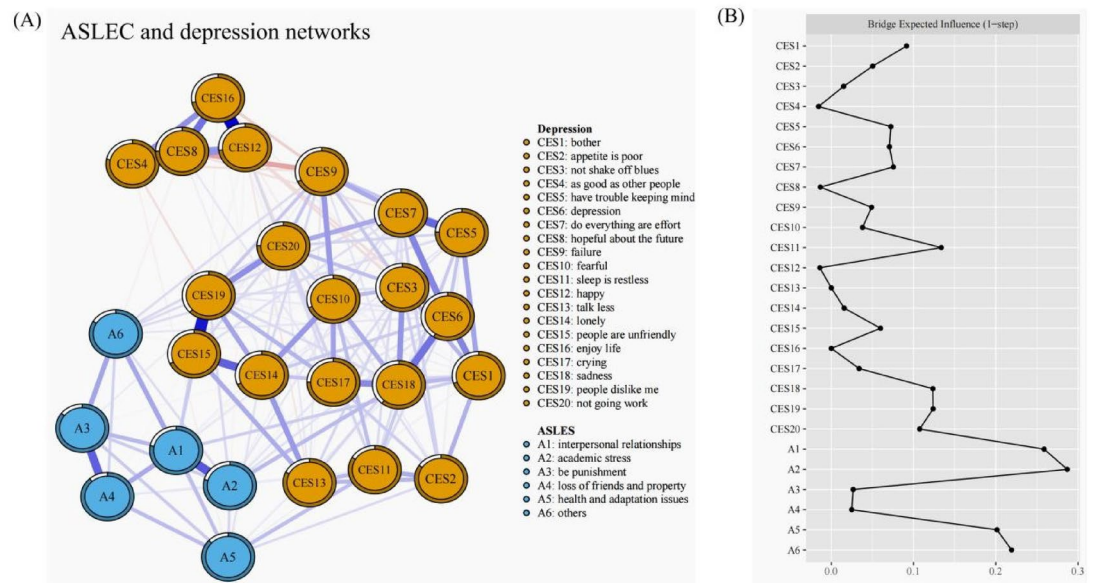 (A)
ASLEC and depression networks
CES16
CES4
CES8
CES12
CES9
CES7
CES5
CES20
CES3
CES10
CES19
CES6
A6
CES15
CES14
CES17
CES18
CES1
A3
A1
A4
A2
CES13
CES11
CES2
A5
Depression
CES1: bother
CES2: appetite is poor
CES3: not shake off blues
CES4: as good as other people
CES5: have trouble keeping mind
CES6: depression
CES7: do everything are effort
CES8: hopeful about the future
CES9: failure
CES10: fearful
CES11: sleep is restless
CES12: happy
CES13: talk less
CES14: lonely
CES15: people are unfriendly
CES16: enjoy life
CES17: crying
CES18: sadness
CES19: people dislike me
CES20: not going work
ASLES
A1: interpersonal relationships
A2: academic stress
A3: be punishment
A4: loss of friends and property
A5: health and adaptation issues
A6: others
(B)
Bridge Expected Influence (1−step)
CES1
CES2
CES3
CES4
CES5
CES6
CES7
CES8
CES9
CES10
CES11
CES12
CES13
CES14
CES15
CES16
CES17
CES18
CES19
CES20
A1
A2
A3
A4
A5
A6
0.0 0.1 0.2 0.3